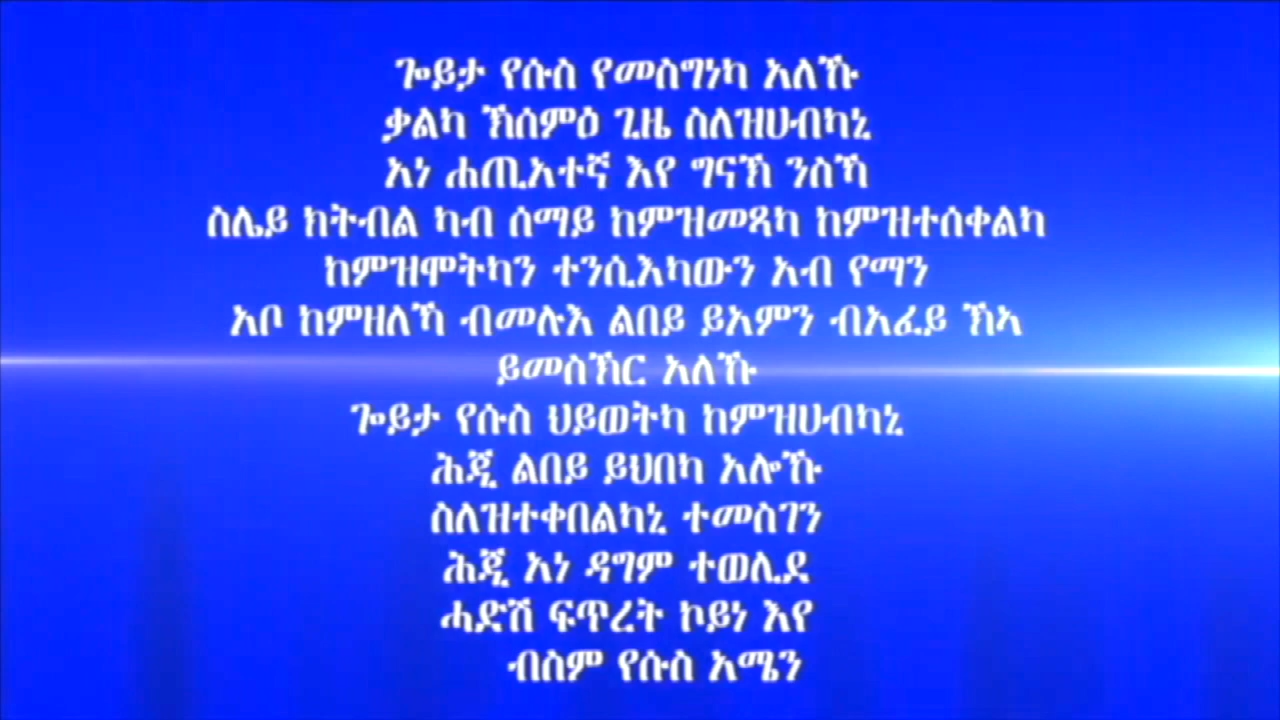 ጐይታ የሱስ የመስግነካ አለኹ
ቃልካ ኽሰምዕ ጊዜ ስለዝሀብካኒ
አነ ሐጢአተኛ እየ ግናኽ ንስኻ
ስሌይ ክትብል ካብ ሰማይ ከምዝመጻካ ከምዝተሰቀልካ
ከምዝሞትካን ተንሲእካውን አብ የማን
አቦ ከምዘለኻ ብመሉእ ልበይ ይአምን ብአፈይ ኽኣ
ይመስኽር አለኹ
ጐይታ የሱስ ህይወትካ ከምዝሀብካኒ
ሕጂ ልበይ ይህበካ አሎኹ
ስለዝተቀበልካኒ ተመስገን
ሕጂ አነ ዳግም ተወሊደ
ሓድሽ ፍጥረት ኮይነ እየ
ብስም የሱስ አሜን